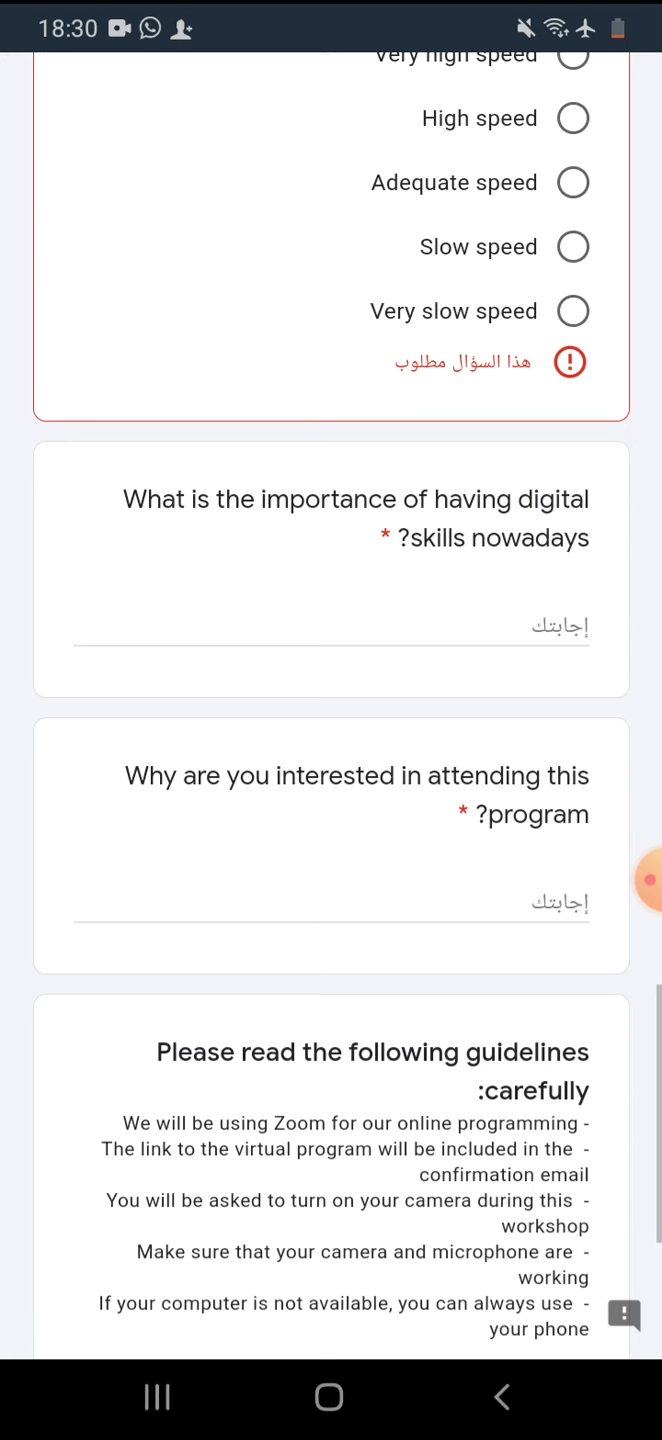 18:30
Very high speed
High speed
Adequate speed
Slow speed
Very slow speed
هذا السؤال مطلوب
What is the importance of having digital
* ?skills nowadays
إجابتك
Why are you interested in attending this
* ?program
إجابتك
Please read the following guidelines
:carefully
We will be using Zoom for our online programming -
The link to the virtual program will be included in the -
confirmation email
You will be asked to turn on your camera during this -
workshop
Make sure that your camera and microphone are -
working
If your computer is not available, you can always use -
your phone